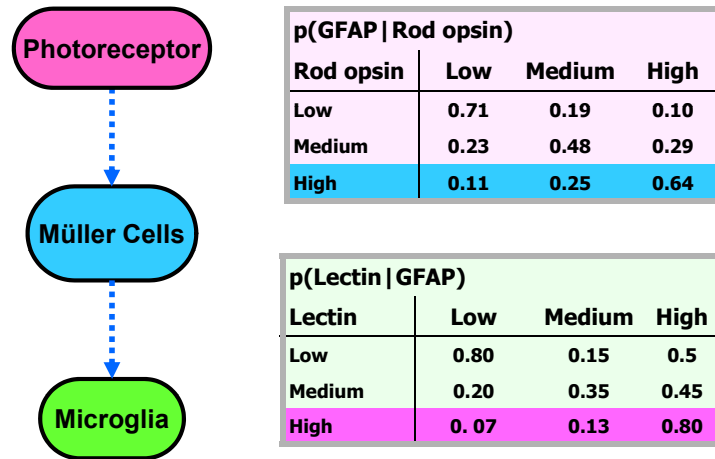 Photoreceptor
Müller Cells
Microglia
p(GFAP|Rod opsin)
Rod opsin Low Medium High
Low 0.71 0.19 0.10
Medium 0.23 0.48 0.29
High 0.11 0.25 0.64
p(Lectin|GFAP)
Lectin Low Medium High
Low 0.80 0.15 0.5
Medium 0.20 0.35 0.45
High 0. 07 0.13 0.80